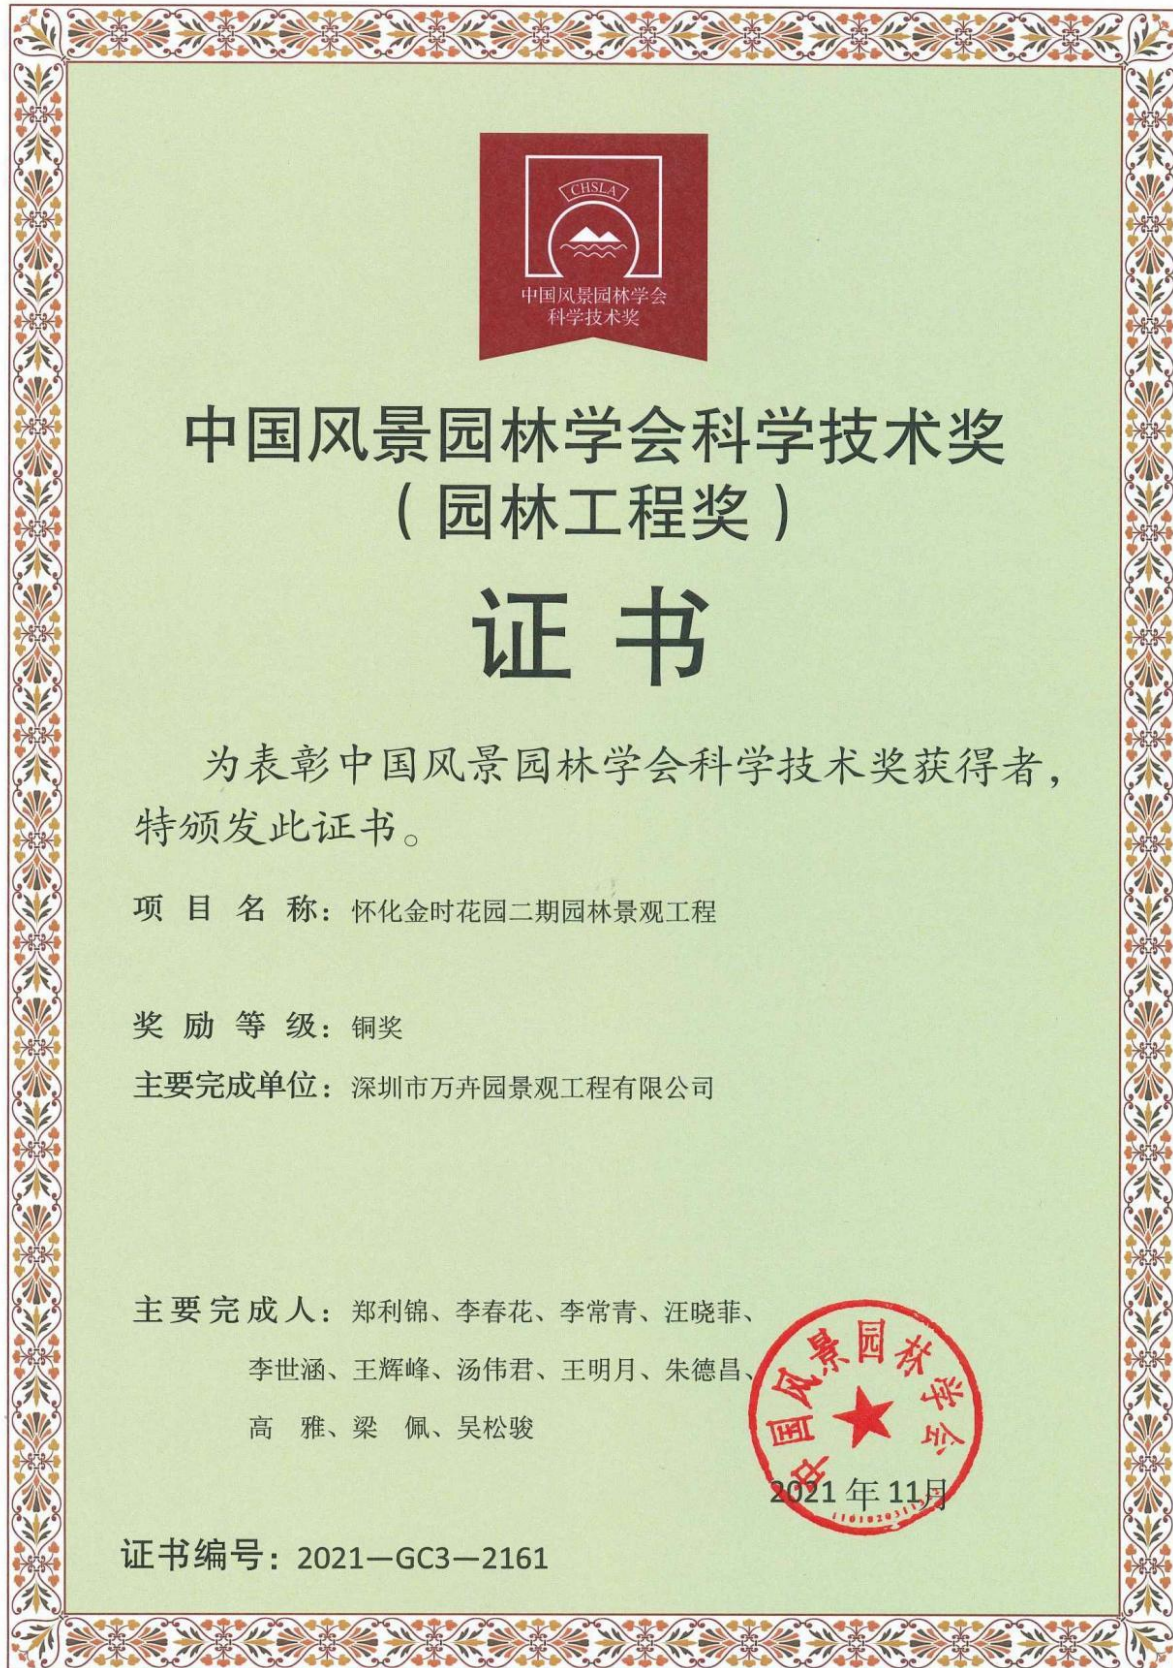 CHSLA
中国风景园林学会
科学技术奖
中国风景园林学会科学技术奖
（园林工程奖）
证书
为表彰中国风景园林学会科学技术奖获得者，
特颁发此证书。
项目名称：怀化金时花园二期园林景观工程
奖励等级：铜奖
主要完成单位：深圳市万卉园景观工程有限公司
主要完成人：郑利锦、李春花、李常青、汪晓菲、
李世涵、王辉峰、汤伟君、王明月、朱德昌、
高　雅、梁　佩、吴松骏
中国风景园林学会
2021年11月
证书编号：2021—GC3—2161